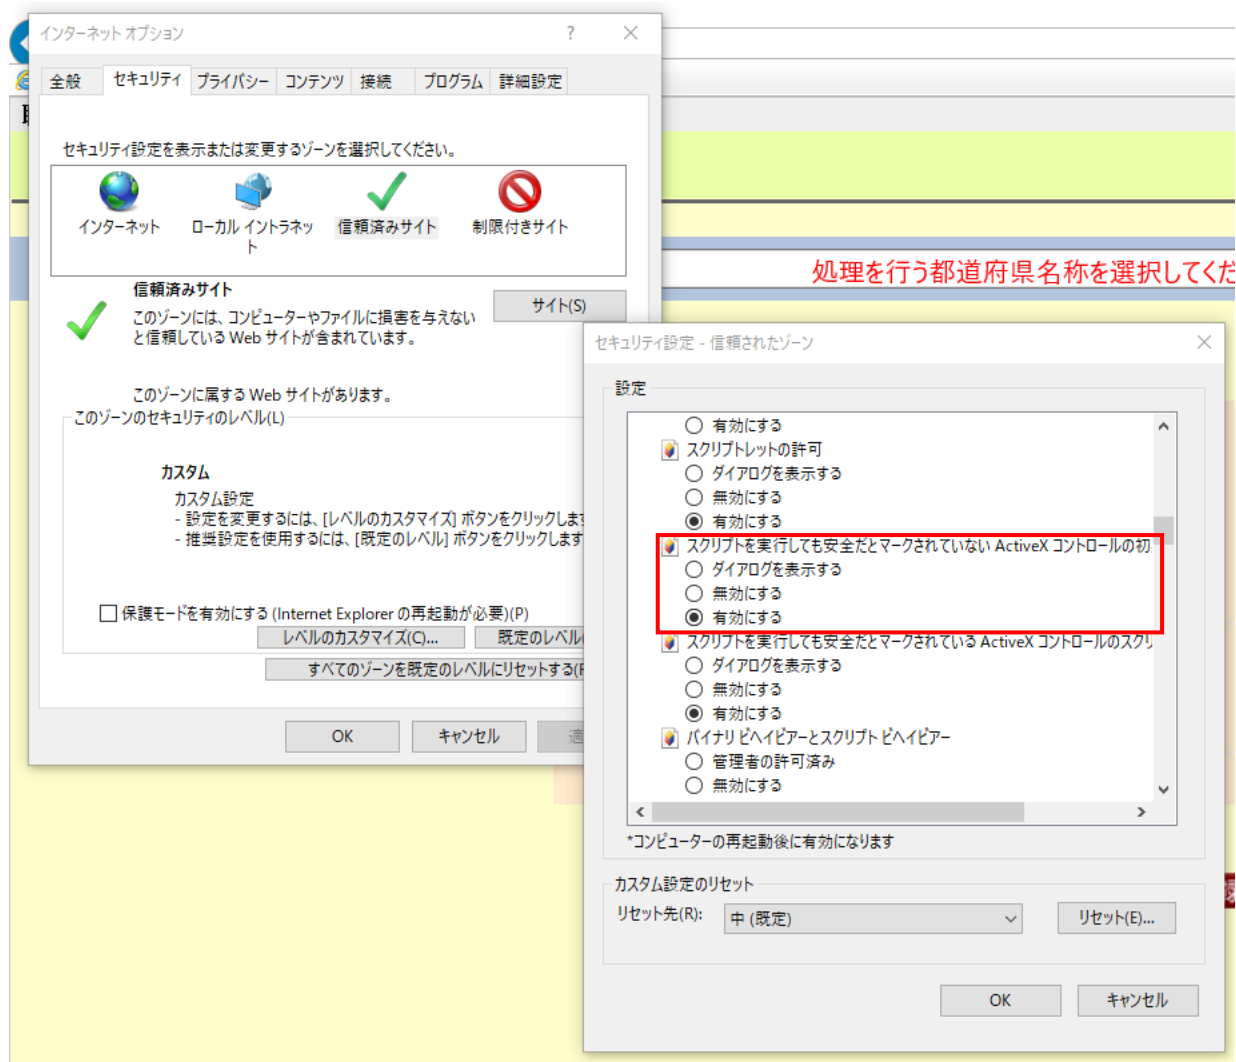 インターネット オプション
全般
セキュリティ
プライバシー
コンテンツ
接続
プログラム
詳細設定
セキュリティ設定を表示または変更するゾーンを選択してください。
インターネット
ローカル イントラネッ
ト
信頼済みサイト
制限付きサイト
信頼済みサイト
このゾーンには、コンピューターやファイルに損害を与えない
と信頼している Web サイトが含まれています。
サイト(S)
このゾーンに属する Web サイトがあります。
このゾーンのセキュリティのレベル(L)
カスタム
カスタム設定
- 設定を変更するには、[レベルのカスタマイズ] ボタンをクリックしま
- 推奨設定を使用するには、[既定のレベル] ボタンをクリックします
保護モードを有効にする (Internet Explorer の再起動が必要)(P)
レベルのカスタマイズ(C)...
既定のレベル
すべてのゾーンを既定のレベルにリセットする(R
OK
キャンセル
適
処理を行う都道府県名称を選択してくだ
セキュリティ設定 - 信頼されたゾーン
設定
有効にする
スクリプトレットの許可
ダイアログを表示する
無効にする
有効にする
スクリプトを実行しても安全だとマークされていない ActiveX コントロールの初
ダイアログを表示する
無効にする
有効にする
スクリプトを実行しても安全だとマークされている ActiveX コントロールのスクリ
ダイアログを表示する
無効にする
有効にする
バイナリ ビヘイビアーとスクリプト ビヘイビアー
管理者の許可済み
無効にする
*コンピューターの再起動後に有効になります
カスタム設定のリセット
リセット先(R):
中 (既定)
リセット(E)...
OK
キャンセル